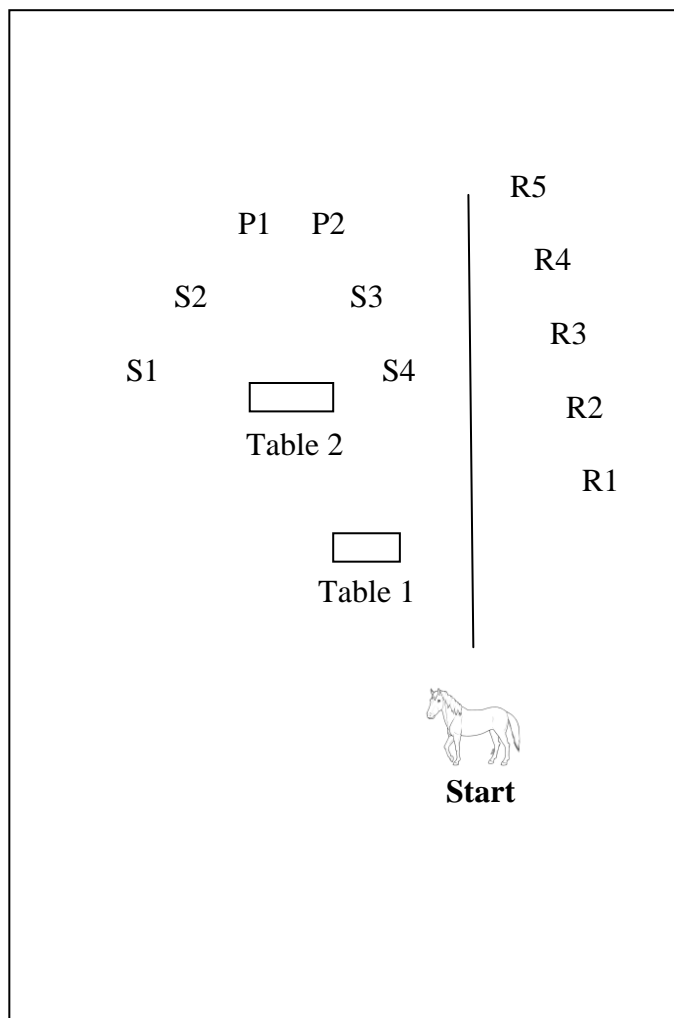 R5
P1 P2
R4
S2 S3
R3
S1 S4
R2
Table 2
R1
Table 1
Start